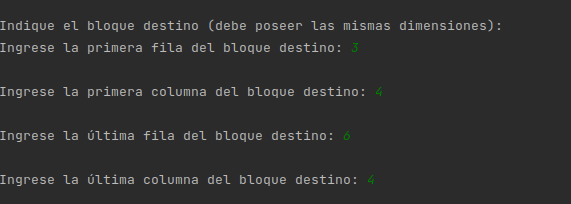 Indique el bloque destino (debe poseer las mismas dimensiones):
Ingrese la primera fila del bloque destino: 3
Ingrese la primera columna del bloque destino: 4
Ingrese la última fila del bloque destino: 6
Ingrese la última columna del bloque destino: 4